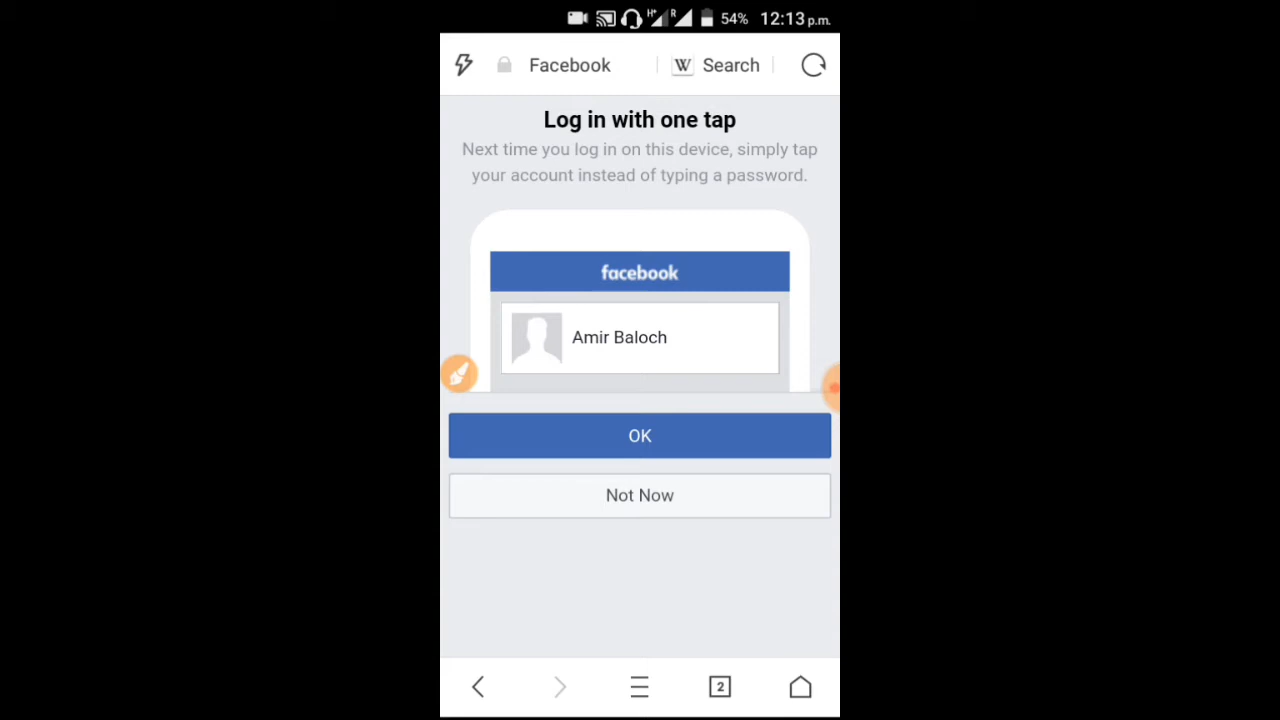 54% 12:13 p.m.
Facebook W Search
Log in with one tap
Next time you log in on this device, simply tap
your account instead of typing a password.
facebook
Amir Baloch
OK
Not Now
2